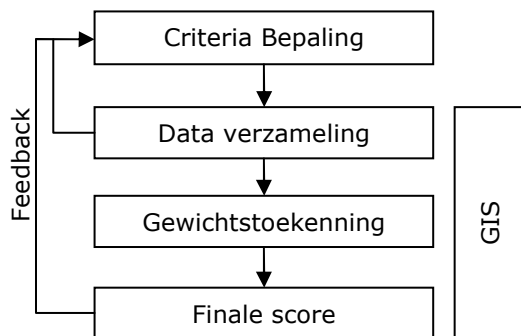 Criteria Bepaling
Data verzameling
Gewichtstoekenning
Finale score
Feedback
GIS